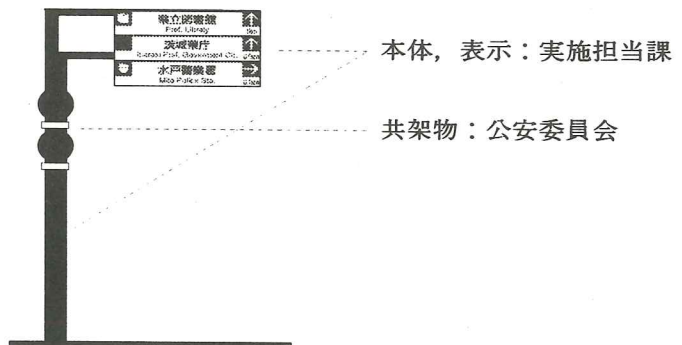 県立図書館
Pref. Library
茨城県庁
Ibaraki Pref. Government Ofc.
水戸警察署
Mito Police Sta.
本体，表示：実施担当課
共架物：公安委員会